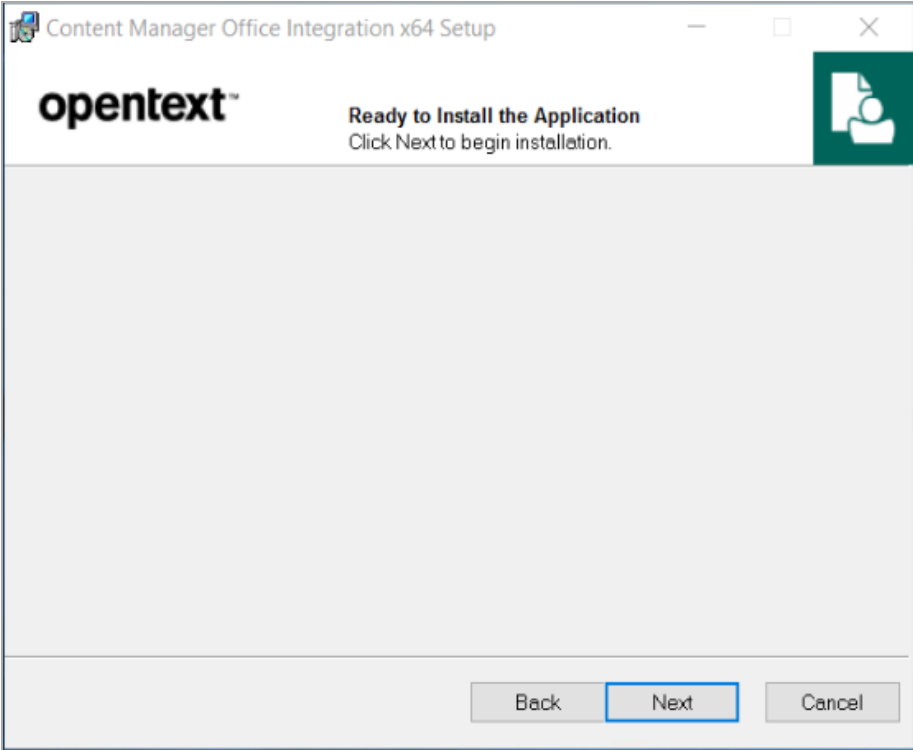 Content Manager Office Integration x64 Setup
opentext™
Ready to Install the Application
Click Next to begin installation.
Back
Next
Cancel